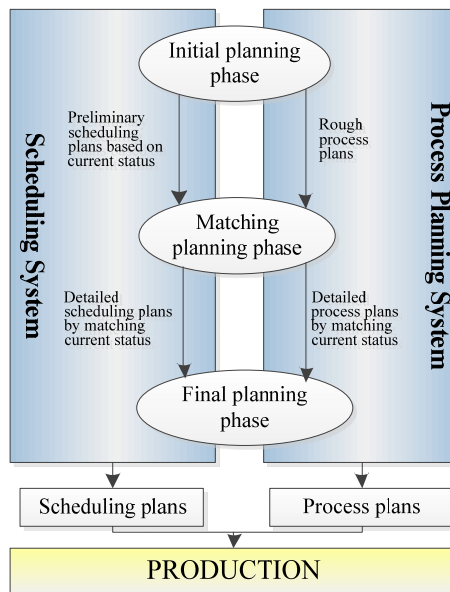 Initial planning
phase
Preliminary
scheduling
plans based on
current status
Rough
process
plans
Scheduling System
Process Planning System
Matching
planning phase
Detailed
scheduling plans
by matching
current status
Detailed
process plans
by matching
current status
Final planning
phase
Scheduling plans
Process plans
PRODUCTION